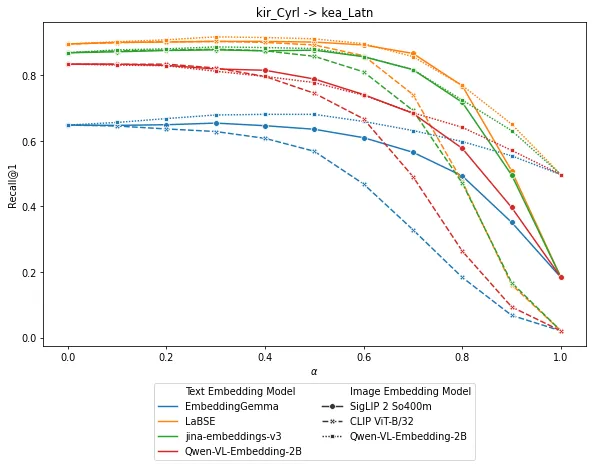 kir_Cyrl -> kea_Latn
Recall@1
0.8
0.6
0.4
0.2
0.0
0.0 0.2 0.4 0.6 0.8 1.0
α
Text Embedding Model Image Embedding Model
EmbeddingGemma SigLIP 2 So400m
LaBSE CLIP ViT-B/32
jina-embeddings-v3 Qwen-VL-Embedding-2B
Qwen-VL-Embedding-2B